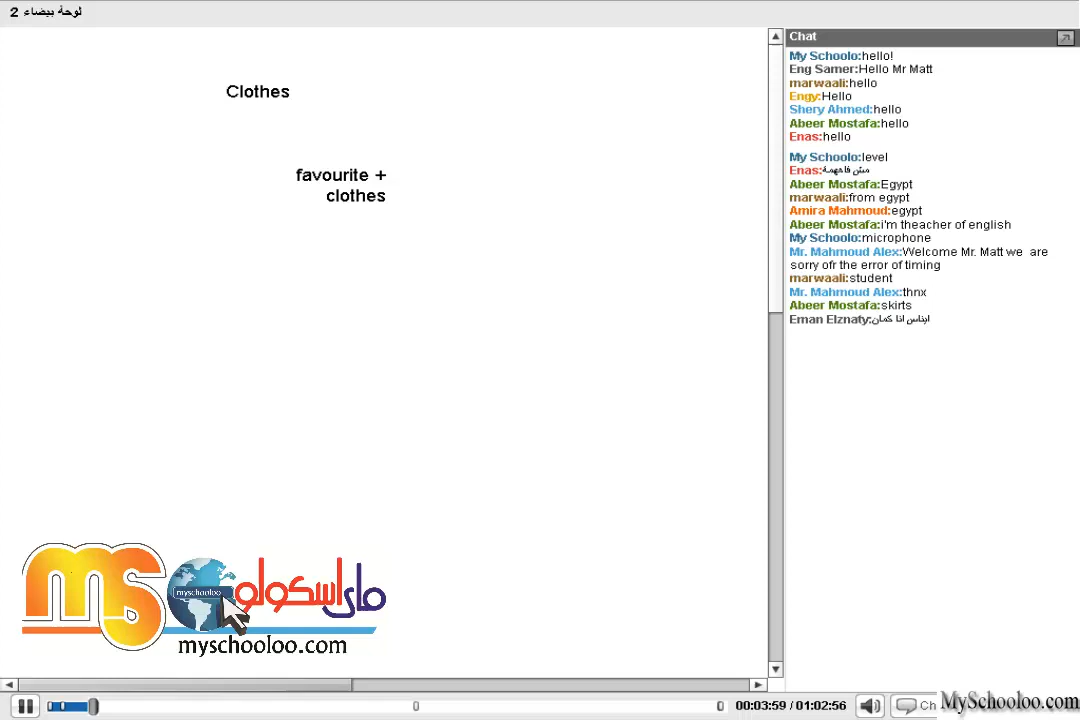 لوحة بيضاء 2
Clothes
favourite +
clothes
Chat
My Schoolo:hello!
Eng Samer:Hello Mr Matt
marwaali:hello
Engy:Hello
Shery Ahmed:hello
Abeer Mostafa:hello
Enas:hello
My Schoolo:level
Enas:مش فاهمة
Abeer Mostafa:Egypt
marwaali:from egypt
Amira Mahmoud:egypt
Abeer Mostafa:i'm theacher of english
My Schoolo:microphone
Mr. Mahmoud Alex:Welcome Mr. Matt we are
sorry ofr the error of timing
marwaali:student
Mr. Mahmoud Alex:thnx
Abeer Mostafa:skirts
Eman Elznaty:ايناس انا كمان
ms
myschooloo
ماى اسكولو
myschooloo.com
00:03:59 / 01:02:56
Ch
MySchooloo.com